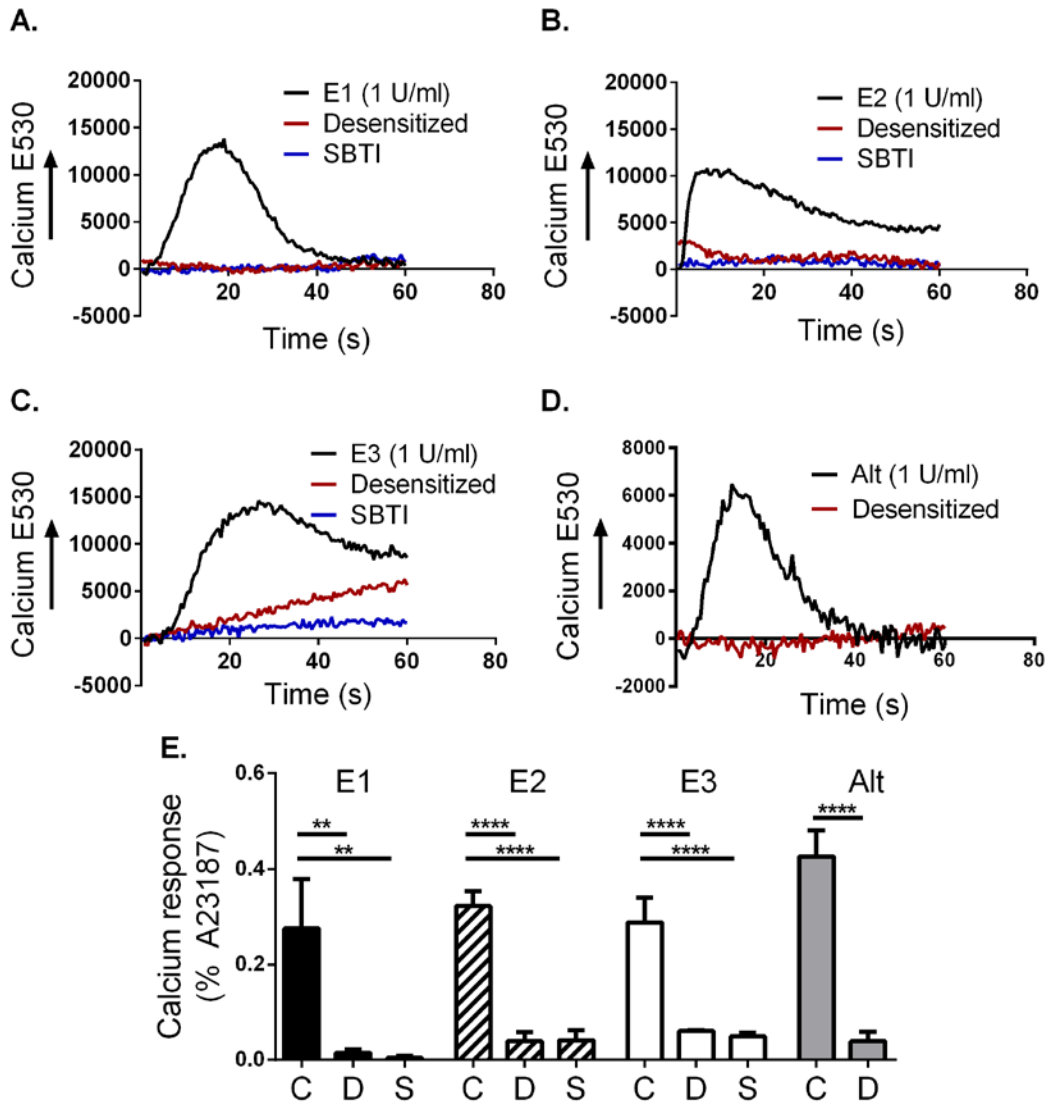 A.
20000
15000
10000
5000
0
-5000
Calcium E530
E1 (1 U/ml)
Desensitized
SBTI
20 40 60 80
Time (s)
B.
20000
15000
10000
5000
0
-5000
Calcium E530
E2 (1 U/ml)
Desensitized
SBTI
20 40 60 80
Time (s)
C.
20000
15000
10000
5000
0
-5000
Calcium E530
E3 (1 U/ml)
Desensitized
SBTI
20 40 60 80
Time (s)
D.
8000
6000
4000
2000
0
-2000
Calcium E530
Alt (1 U/ml)
Desensitized
20 40 60 80
Time (s)
E.
0.6
0.4
0.2
0.0
Calcium response
(% A23187)
E1 E2 E3 Alt
** **** **** ****
** **** ****
C D S C D S C D S C D